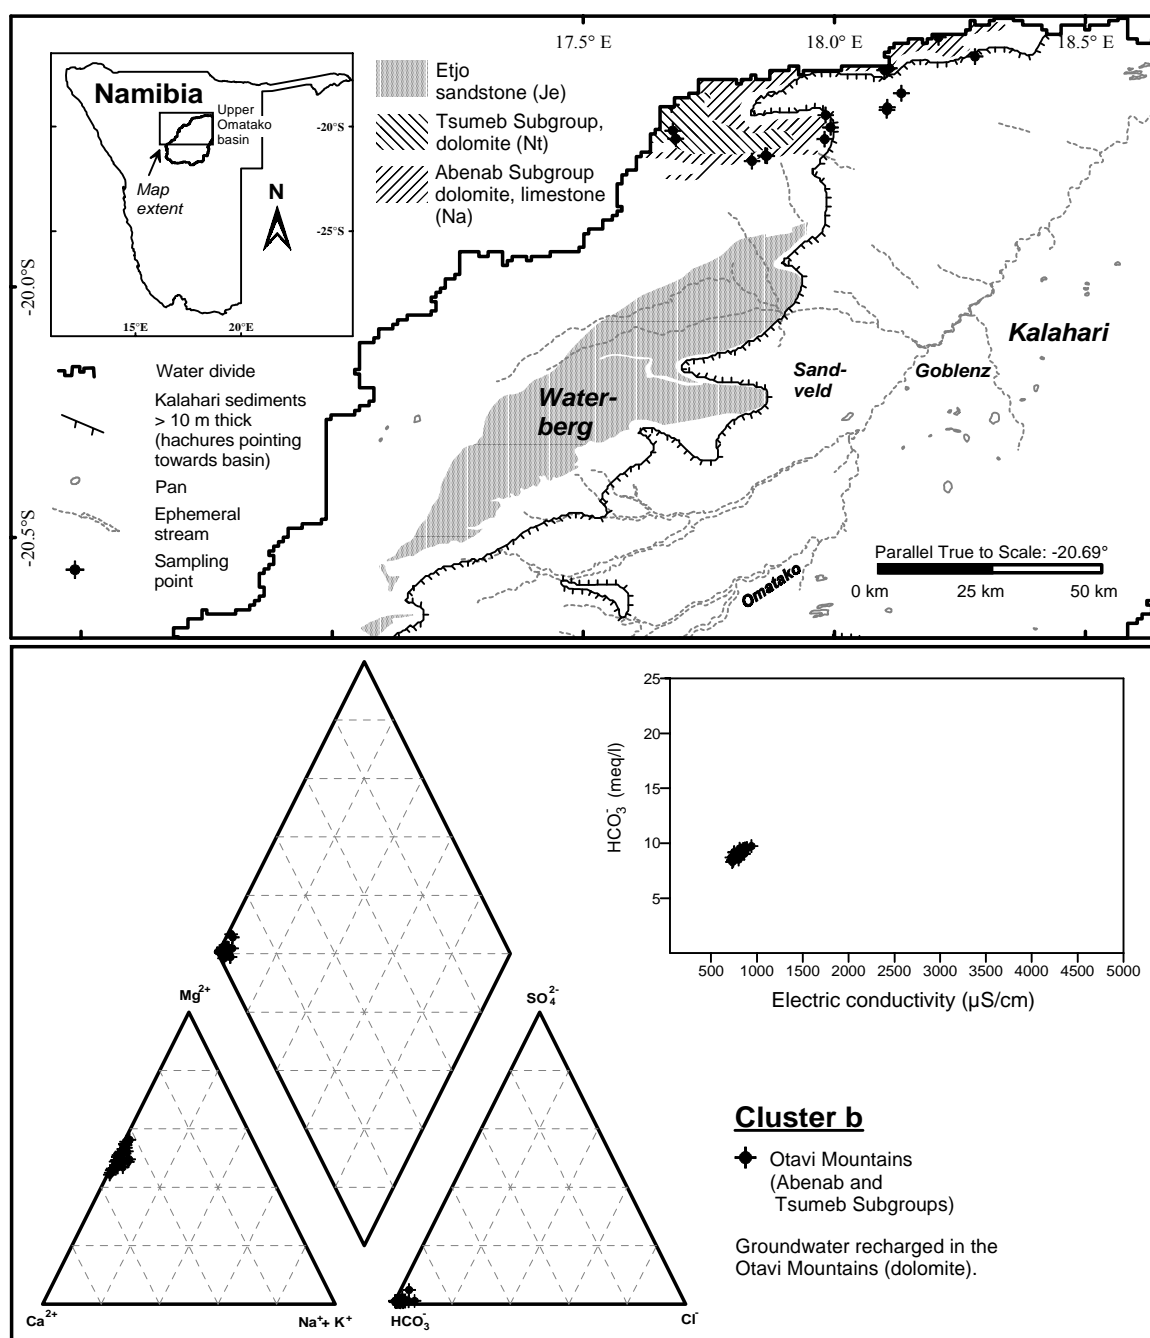 17.5° E
18.0° E
18.5° E
Namibia
Upper
Omatako
basin
Map
extent
N
-20°S
-25°S
15°E
20°E
Etjo
sandstone (Je)
Tsumeb Subgroup,
dolomite (Nt)
Abenab Subgroup
dolomite, limestone
(Na)
-20.0°S
-20.5°S
Water divide
Kalahari sediments
> 10 m thick
(hachures pointing
towards basin)
Pan
Ephemeral
stream
Sampling
point
Water-
berg
Sand-
veld
Goblenz
Kalahari
Omatako
Parallel True to Scale: -20.69°
0 km
25 km
50 km
Mg2+
SO42-
Ca2+
Na++ K+
HCO3-
Cl-
25
20
15
10
5
HCO3- (meq/l)
500
1000
1500
2000
2500
3000
3500
4000
4500
5000
Electric conductivity (µS/cm)
Cluster b
Otavi Mountains
(Abenab and
Tsumeb Subgroups)
Groundwater recharged in the
Otavi Mountains (dolomite).